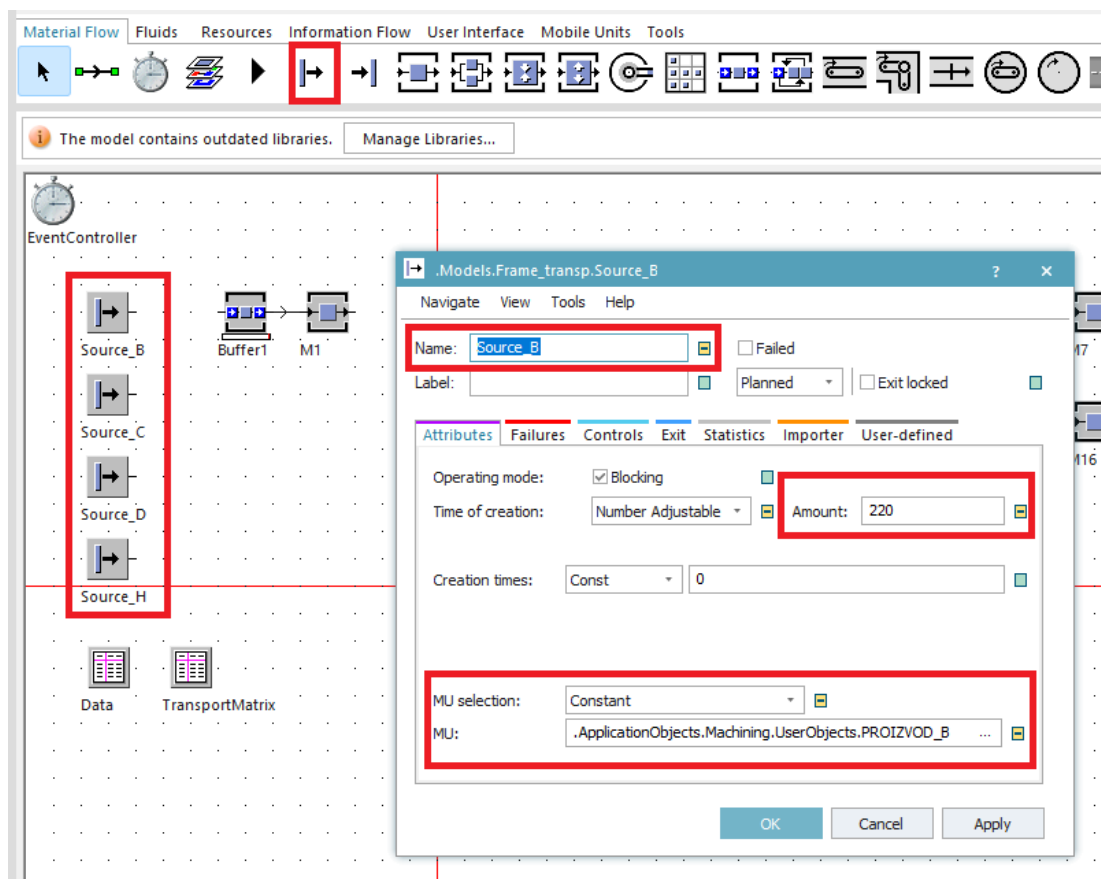 Material Flow Fluids Resources Information Flow User Interface Mobile Units Tools
The model contains outdated libraries. Manage Libraries...
EventController
.Models.Frame_transp.Source_B ? ×
Navigate View Tools Help
Name: Source_B Failed
Label: Planned Exit locked
Source_B Buffer1 M1
Attributes Failures Controls Exit Statistics Importer User-defined
Source_C
M16
Operating mode: Blocking
Time of creation: Number Adjustable Amount: 220
Source_D
Creation times: Const 0
Source_H
Data TransportMatrix
MU selection: Constant
MU: .ApplicationObjects.Machining.UserObjects.PROIZVOD_B ...
OK Cancel Apply